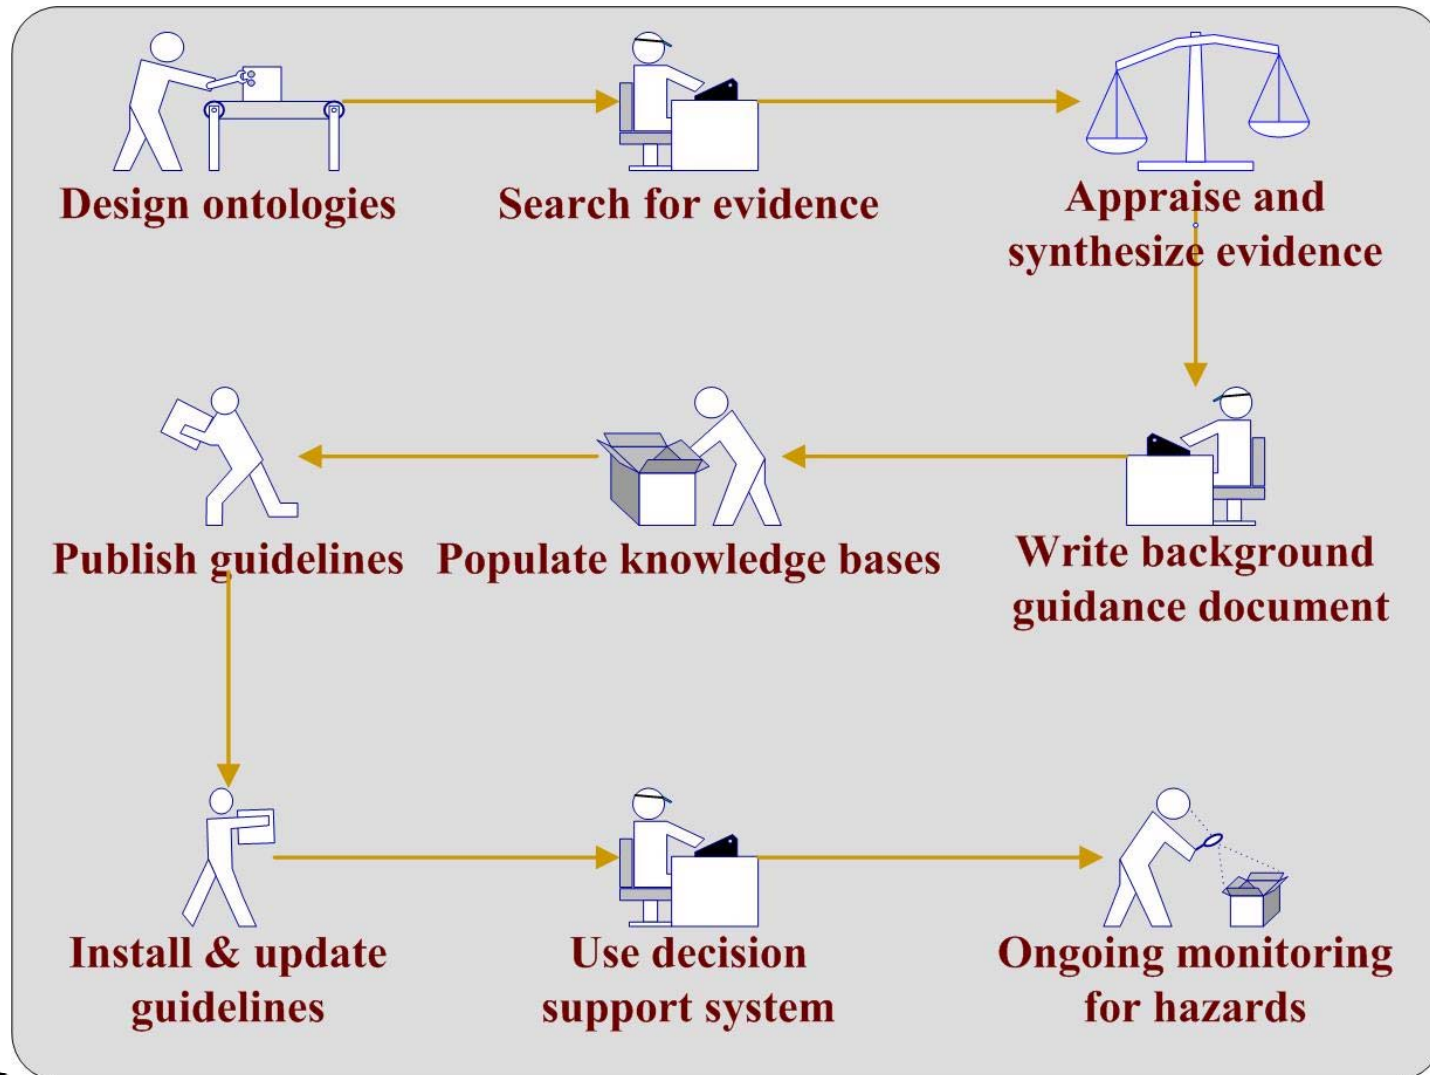 Design ontologies
Search for evidence
Appraise and
synthesize evidence
Publish guidelines
Populate knowledge bases
Write background
guidance document
Install & update
guidelines
Use decision
support system
Ongoing monitoring
for hazards